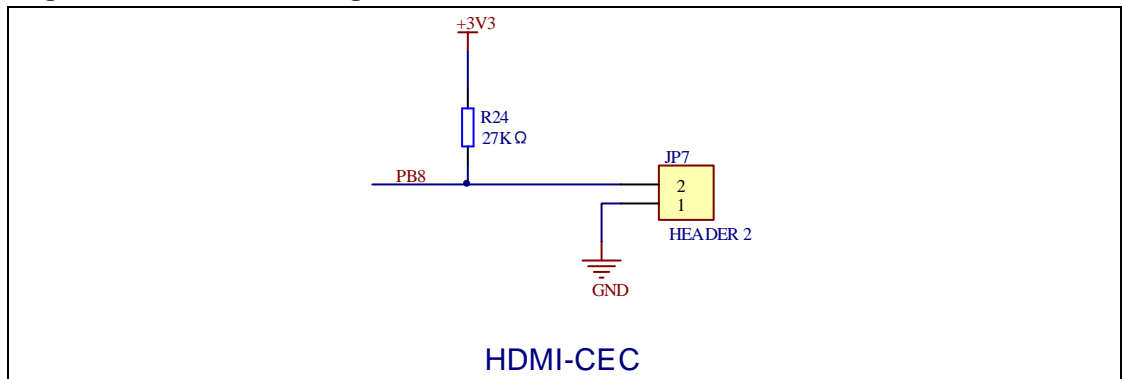 +3V3
R24
27KΩ
JP7
PB8
2
1
HEADER 2
GND
HDMI-CEC